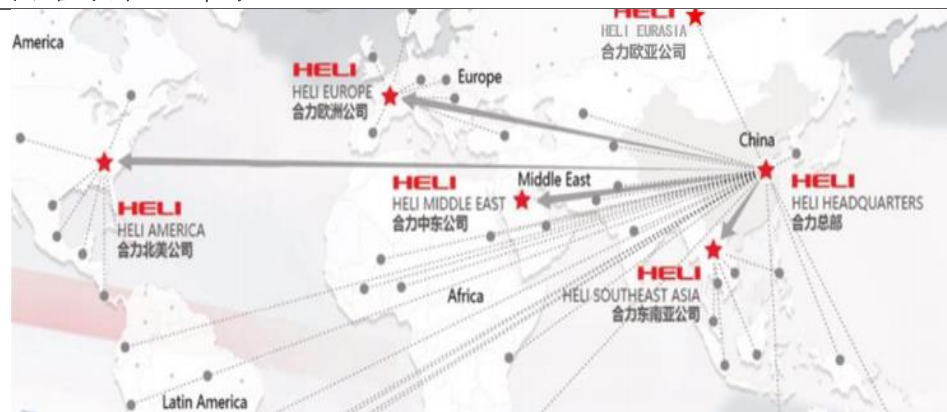 HELI
America
HELI EURASIA
合力欧亚公司
HELI
HELI EUROPE
合力欧洲公司
Europe
China
HELI
HELI MIDDLE EAST
合力中东公司
Middle East
HELI
HELI HEADQUARTERS
合力总部
HELI
HELI AMERICA
合力北美公司
HELI
HELI SOUTHEAST ASIA
合力东南亚公司
Africa
Latin America